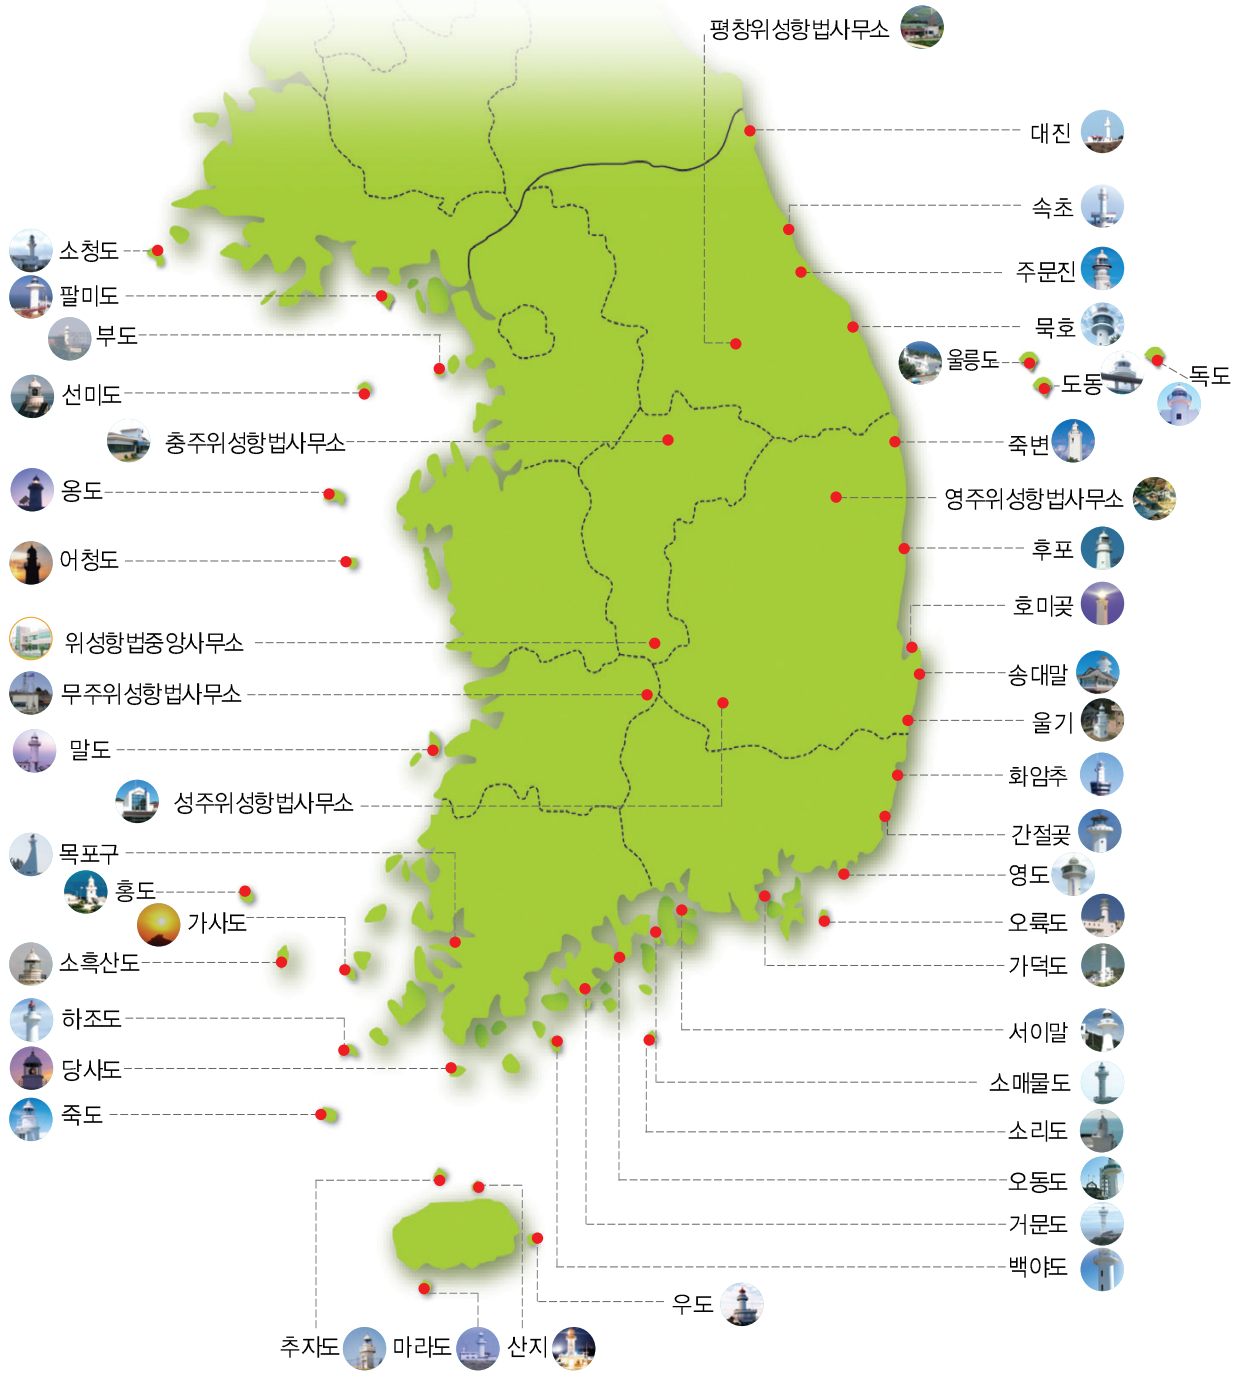 평창위성항법사무소
대진
속초
주문진
묵호
울릉도
도동
독도
죽변
영주위성항법사무소
후포
호미곶
송대말
울기
화암추
간절곶
영도
오륙도
가덕도
서이말
소매물도
소리도
오동도
거문도
백야도
우도
소청도
팔미도
부도
선미도
충주위성항법사무소
옹도
어청도
위성항법중앙사무소
무주위성항법사무소
말도
성주위성항법사무소
목포구
홍도
가사도
소흑산도
하조도
당사도
죽도
추자도
마라도
산지